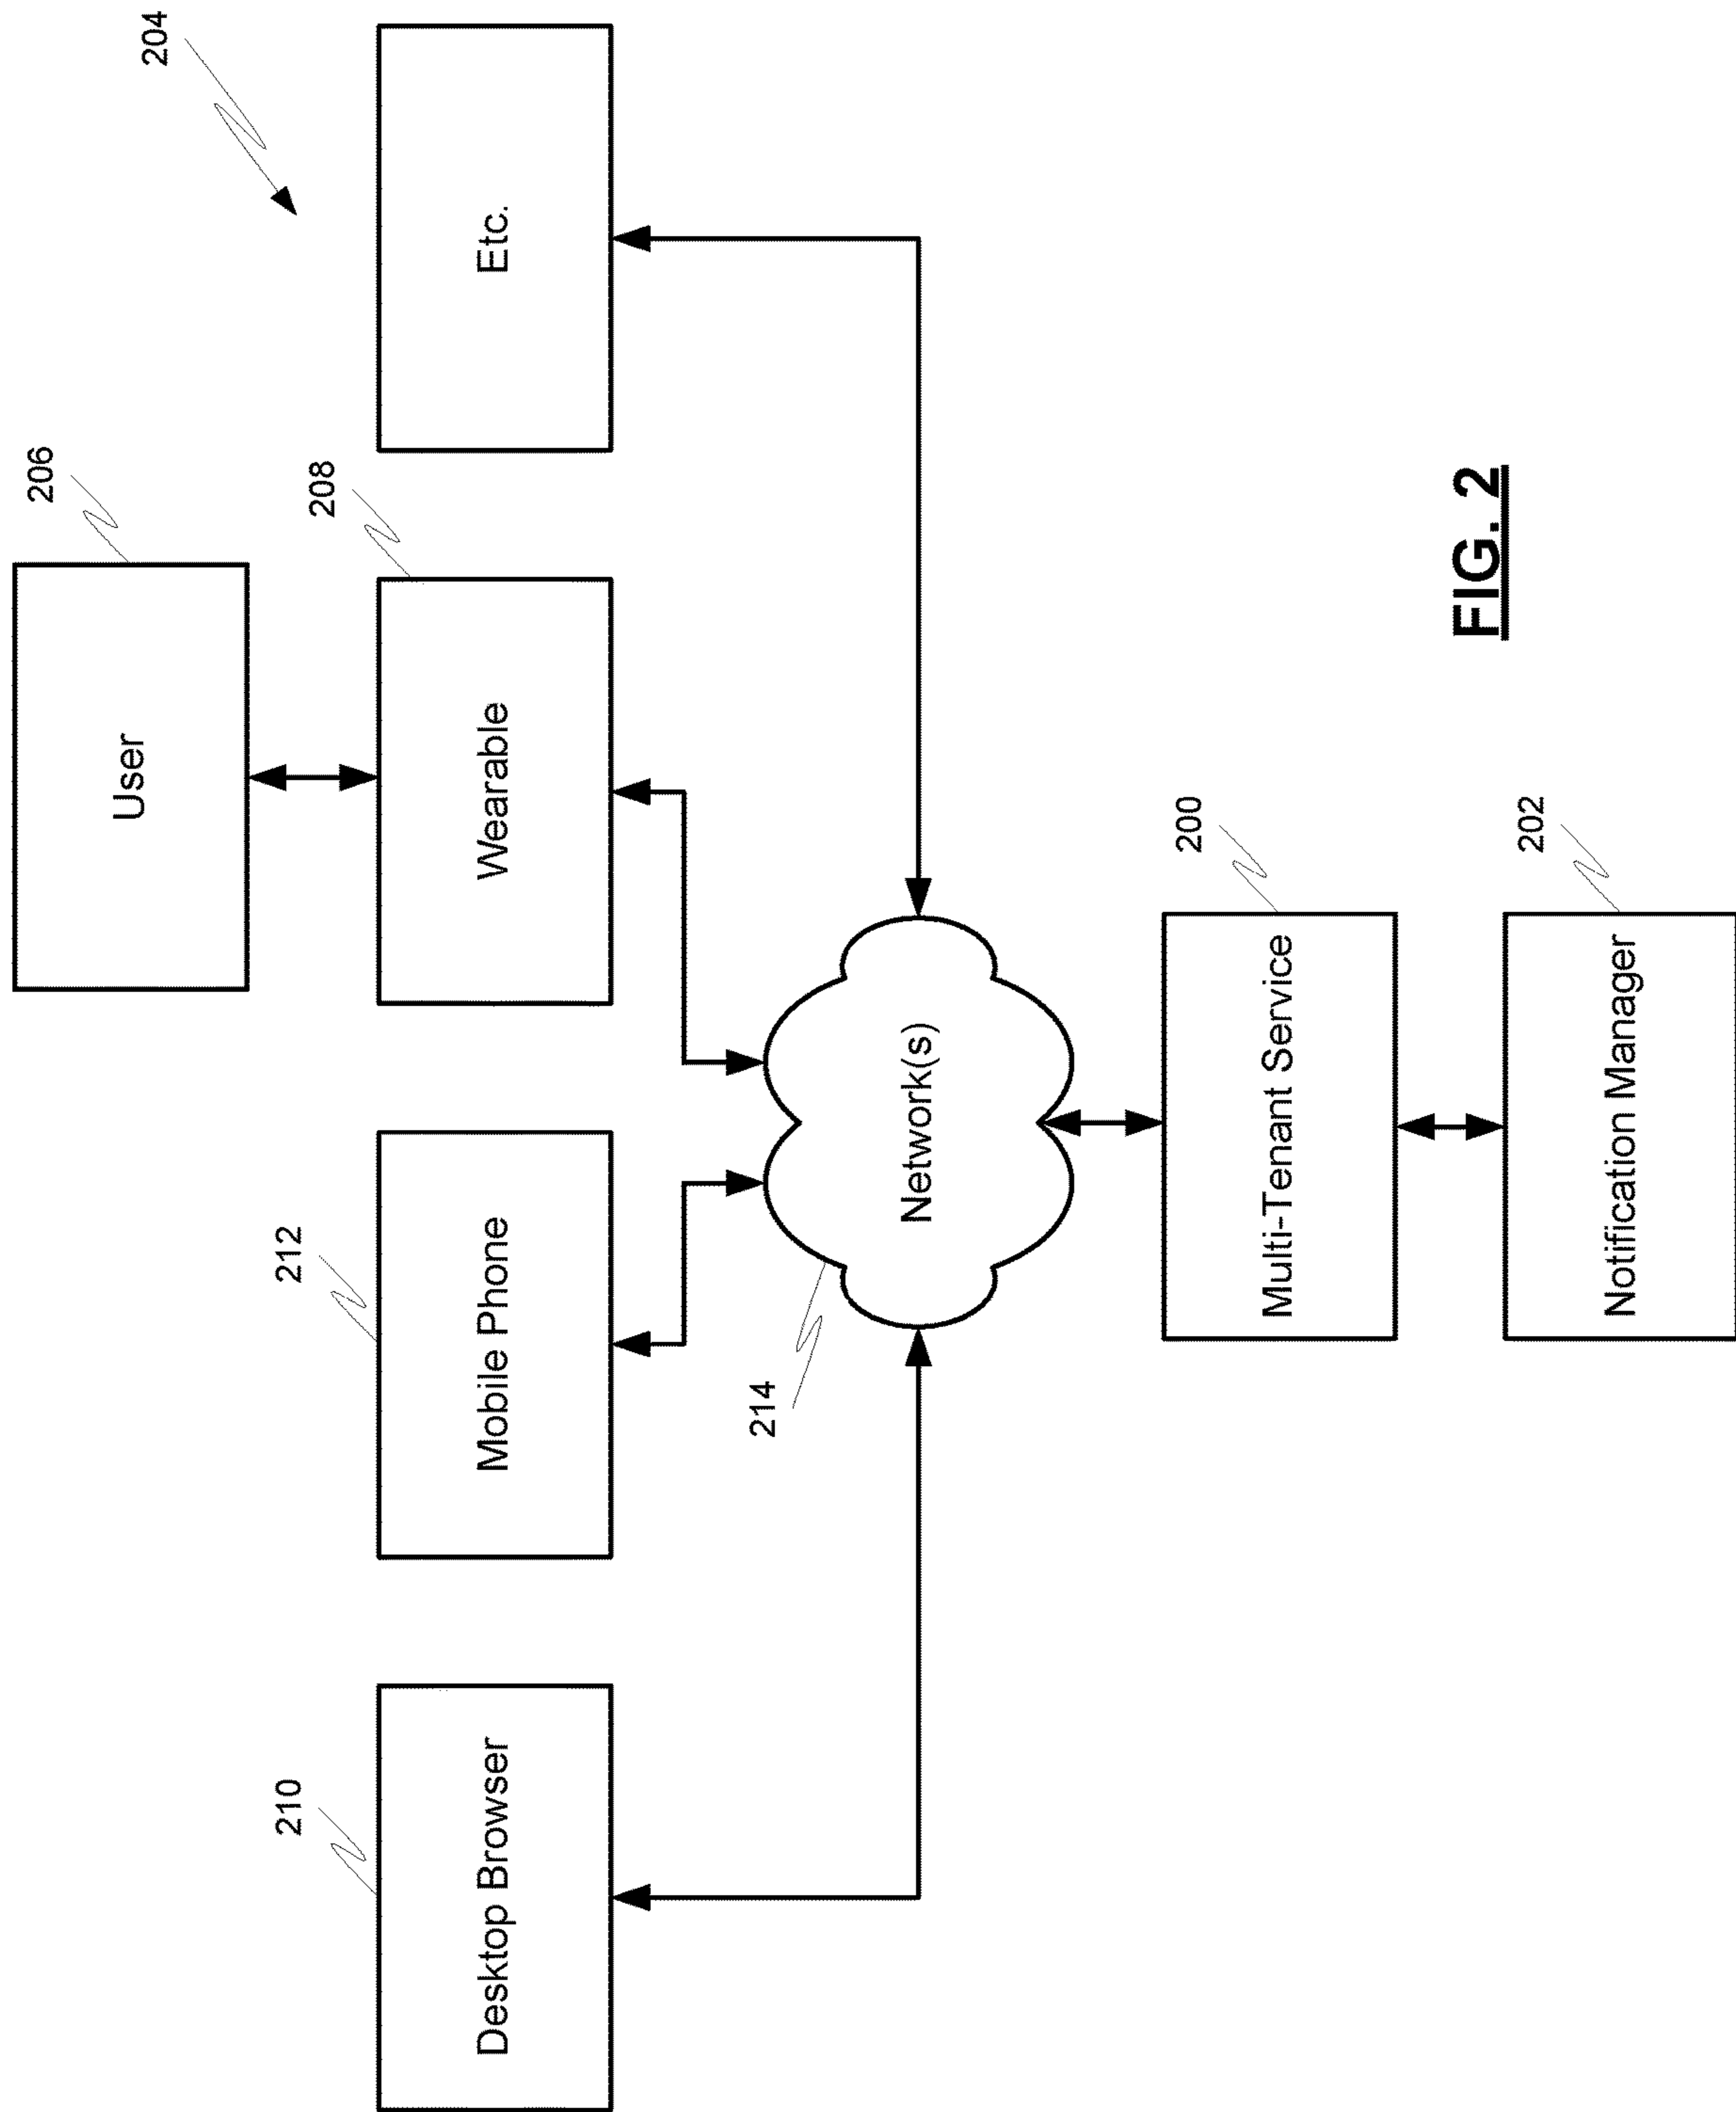 206
User
204
210
212
208
Desktop Browser
Mobile Phone
Wearable
Etc.
214
Network(s)
200
Multi-Tenant Service
202
Notification Manager
FIG. 2